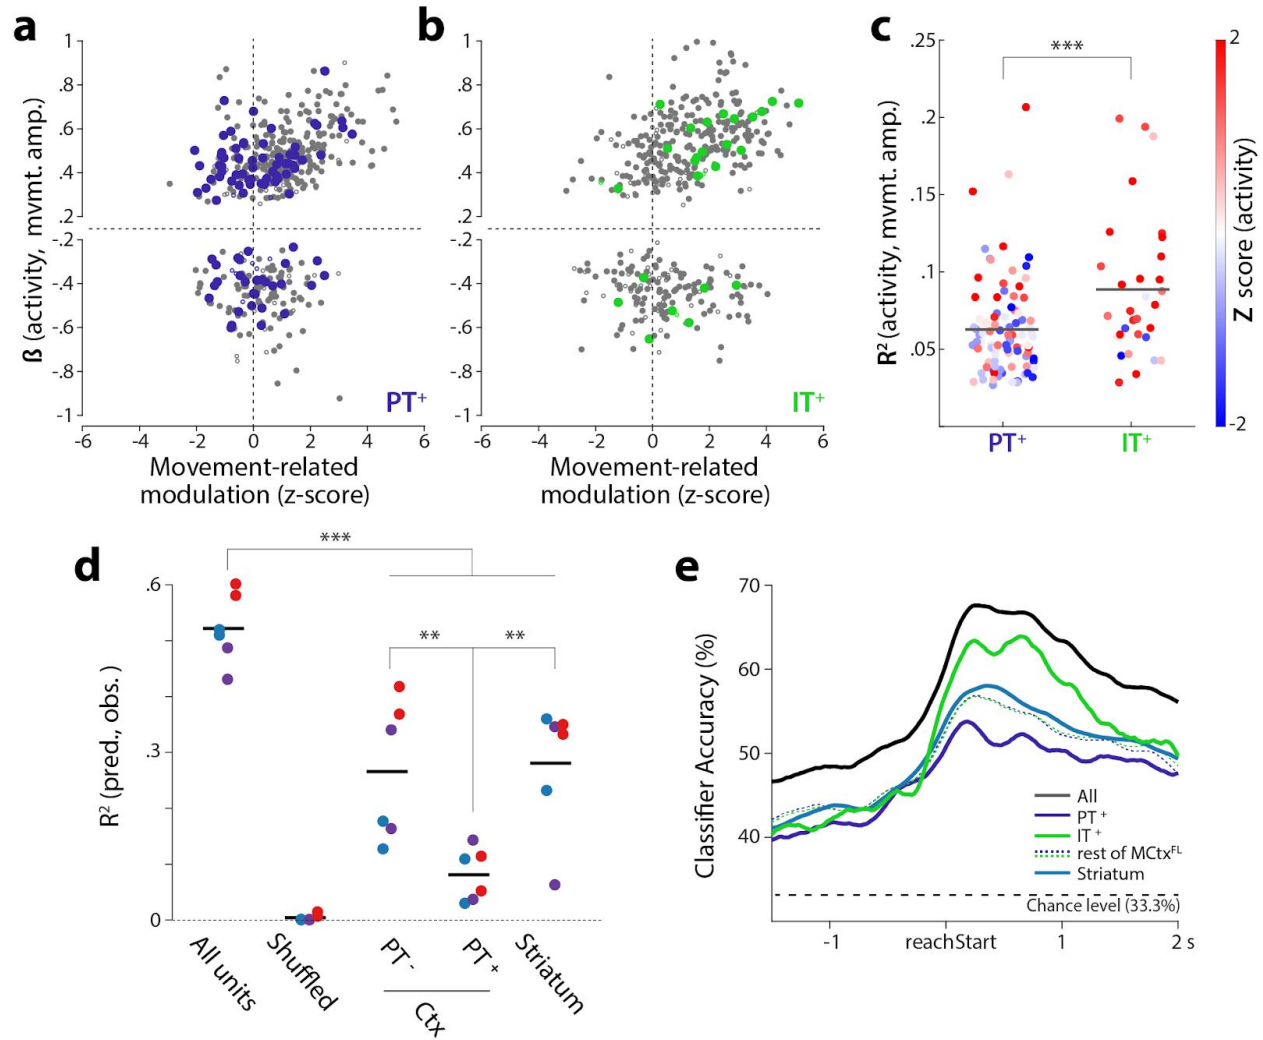 a
1
.8
.6
.4
.2
-.2
-.4
-.6
-.8
-1
ß (activity, mvmt. amp.)
PT+
-6 -4 -2 0 2 4 6
Movement-related
modulation (z-score)
b
1
.8
.6
.4
.2
-.2
-.4
-.6
-.8
-1
IT+
-6 -4 -2 0 2 4 6
Movement-related
modulation (z-score)
c
.25
.2
.15
.1
.05
R² (activity, mvmt. amp.)
***
PT+ IT+
2
-2
Z score (activity)
d
***
** **
.6
.3
0
R² (pred., obs. )
All units
Shuffled
PT-
PT+
Striatum
Ctx
e
70
60
50
40
Classifier Accuracy (%)
All
PT +
IT +
rest of MCtxFL
Striatum
Chance level (33.3%)
-1 reachStart 1 2 s